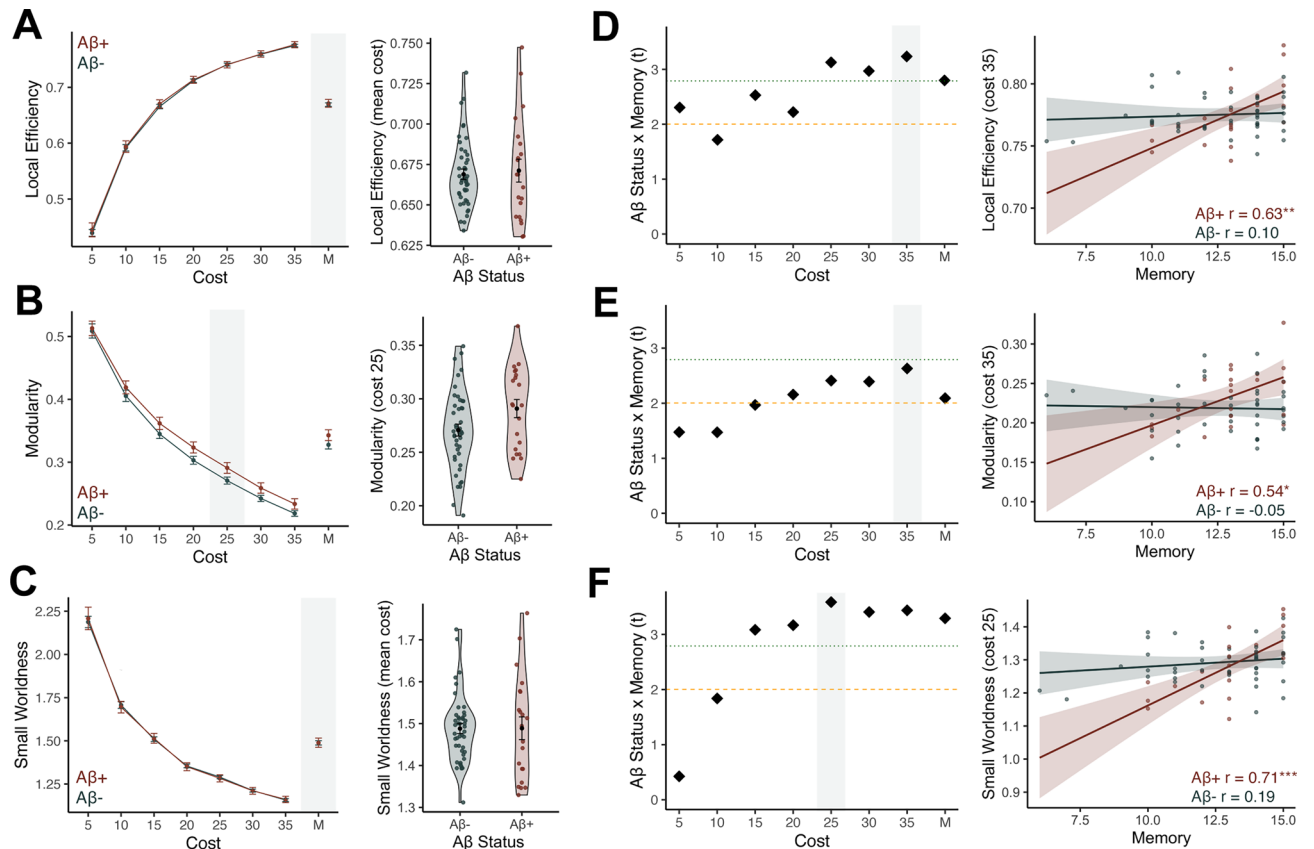 A
Aβ+
Aβ-
Local Efficiency
0.7
0.6
0.5
5 10 15 20 25 30 35 M
Cost
Local Efficiency (mean cost)
0.750
0.725
0.700
0.675
0.650
0.625
Aβ- Aβ+
Aβ Status
D
Aβ Status x Memory (t)
3
2
1
0
5 10 15 20 25 30 35 M
Cost
Local Efficiency (cost 35)
0.80
0.75
0.70
Aβ+ r = 0.63**
Aβ- r = 0.10
7.5 10.0 12.5 15.0
Memory
B
Modularity
0.5
0.4
0.3
0.2
Aβ+
Aβ-
5 10 15 20 25 30 35 M
Cost
Modularity (cost 25)
0.35
0.30
0.25
0.20
Aβ- Aβ+
Aβ Status
E
Aβ Status x Memory (t)
3
2
1
0
5 10 15 20 25 30 35 M
Cost
Modularity (cost 35)
0.30
0.25
0.20
0.15
0.10
Aβ+ r = 0.54*
Aβ- r = -0.05
7.5 10.0 12.5 15.0
Memory
C
Small Worldness
2.25
2.00
1.75
1.50
1.25
Aβ+
Aβ-
5 10 15 20 25 30 35 M
Cost
Small Worldness (mean cost)
1.7
1.6
1.5
1.4
1.3
Aβ- Aβ+
Aβ Status
F
Aβ Status x Memory (t)
3
2
1
0
5 10 15 20 25 30 35 M
Cost
Small Worldness (cost 25)
1.4
1.3
1.2
1.1
1.0
0.9
Aβ+ r = 0.71***
Aβ- r = 0.19
7.5 10.0 12.5 15.0
Memory